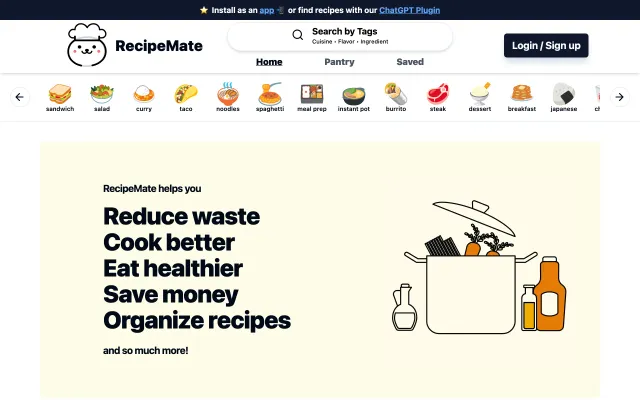 ⭐ Install as an app 📲 or find recipes with our ChatGPT Plugin
RecipeMate
Search by Tags
Cuisine • Flavor • Ingredient
Login / Sign up
Home
Pantry
Saved
sandwich
salad
curry
taco
noodles
spaghetti
meal prep
instant pot
burrito
steak
dessert
breakfast
japanese
RecipeMate helps you
Reduce waste
Cook better
Eat healthier
Save money
Organize recipes
and so much more!